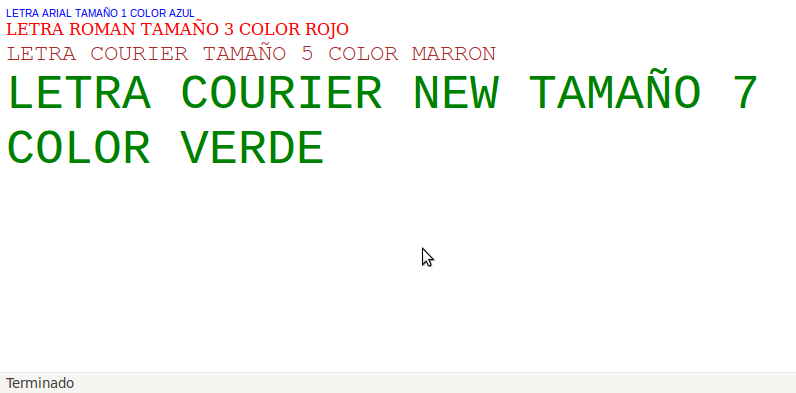 LETRA ARIAL TAMAÑO 1 COLOR AZUL
LETRA ROMAN TAMAÑO 3 COLOR ROJO
LETRA COURIER TAMAÑO 5 COLOR MARRON
LETRA COURIER NEW TAMAÑO 7
COLOR VERDE
Terminado